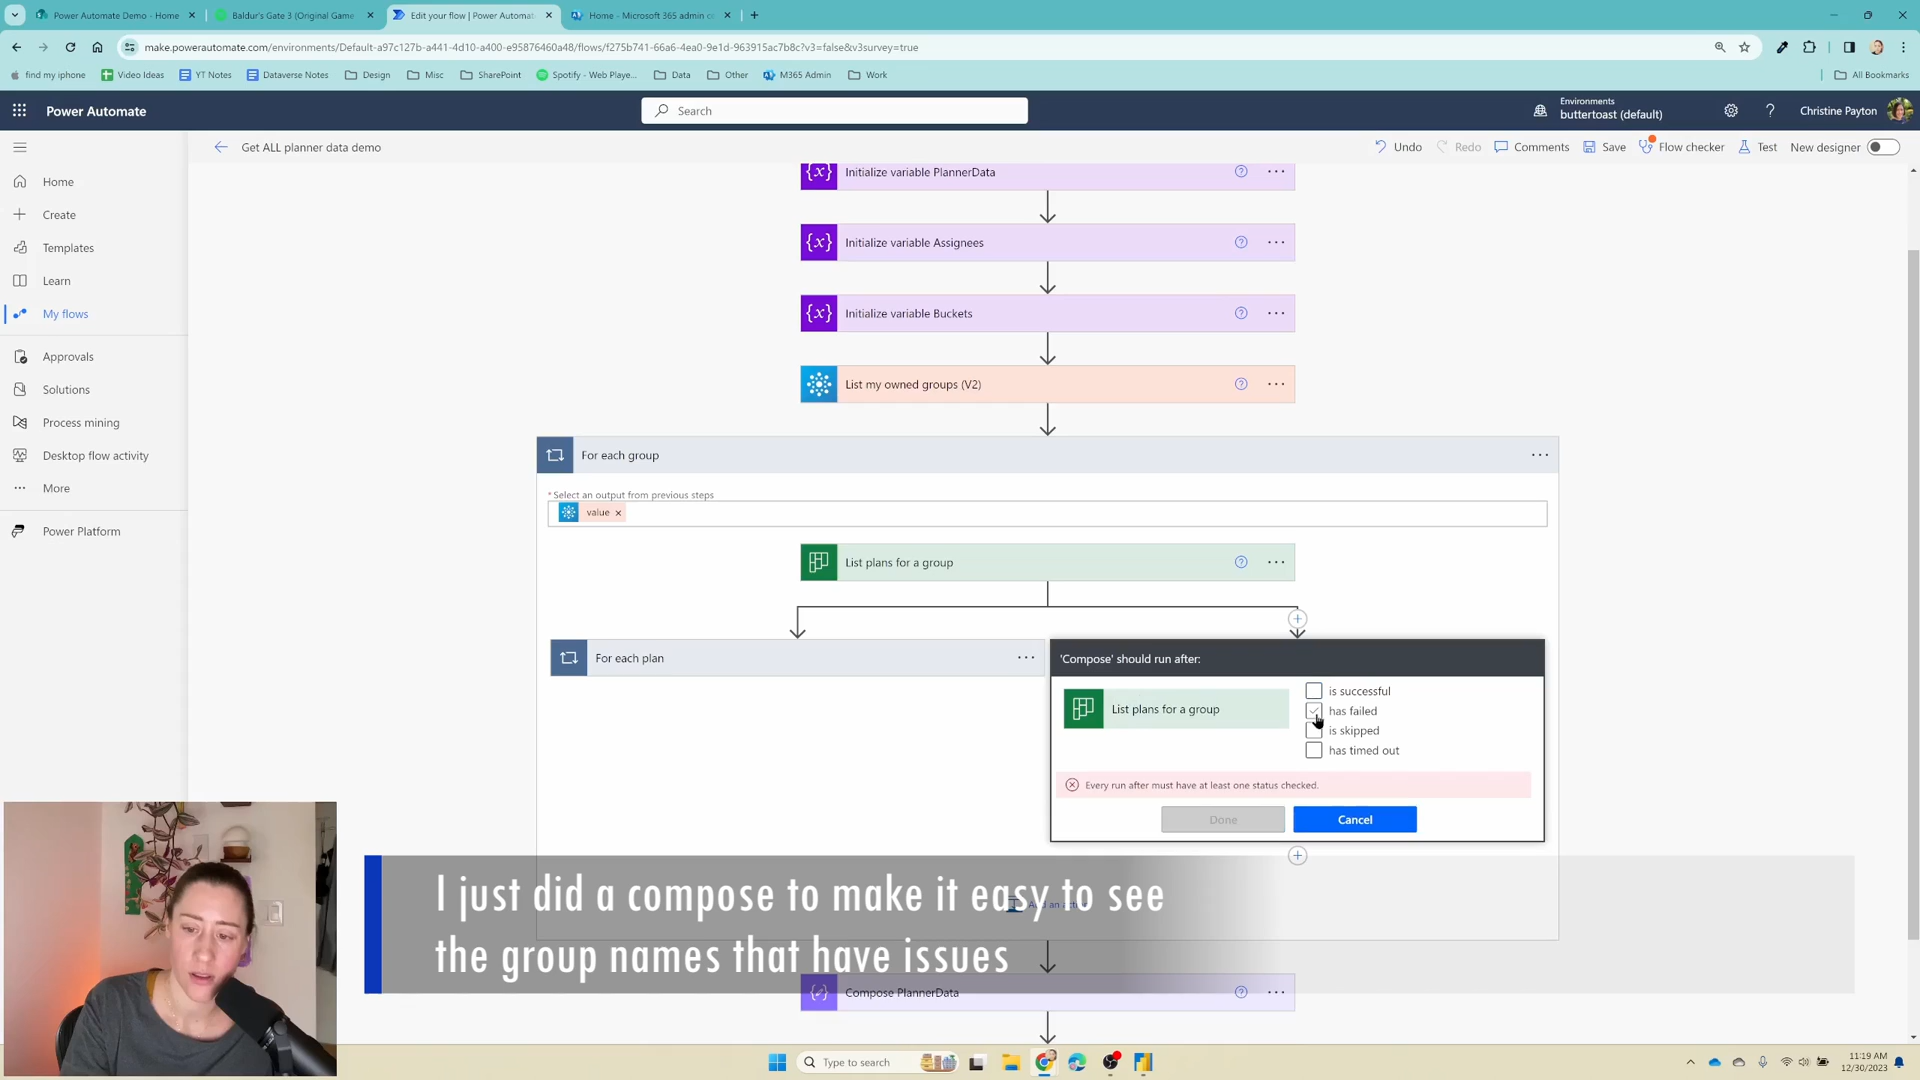 Power Automate Demo - Home
Baldur's Gate 3 (Original Game
Edit your flow | Power Automat
Home - Microsoft 365 admin c
make.powerautomate.com/environments/Default-a97c127b-a441-4d10-a400-e95876460a48/flows/f275b741-66a6-4ea0-9e1d-963915ac7b8c?v3=false&v3survey=true
find my iphone
Video Ideas
YT Notes
Dataverse Notes
Design
Misc
SharePoint
Spotify - Web Playe...
Data
Other
M365 Admin
Work
All Bookmarks
Power Automate
Search
Environments
buttertoast (default)
Christine Payton
Get ALL planner data demo
Undo
Redo
Comments
Save
Flow checker
Test
New designer
Home
Create
Templates
Learn
My flows
Approvals
Solutions
Process mining
Desktop flow activity
More
Power Platform
Initialize variable PlannerData
Initialize variable Assignees
Initialize variable Buckets
List my owned groups (V2)
For each group
* Select an output from previous steps
value
List plans for a group
For each plan
'Compose' should run after:
List plans for a group
is successful
has failed
is skipped
has timed out
Every run after must have at least one status checked.
Done
Cancel
I just did a compose to make it easy to see
the group names that have issues
Compose PlannerData
Type to search
11:19 AM
12/30/2023